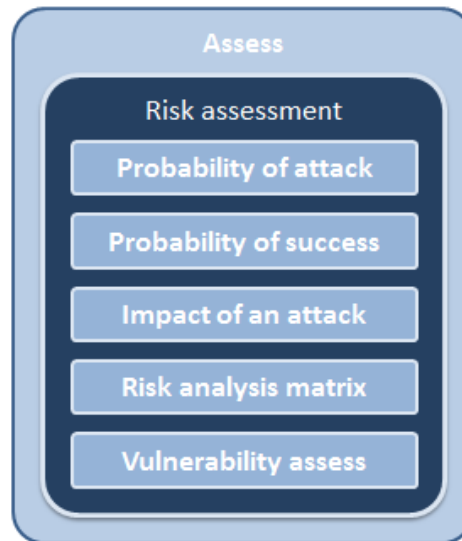 Assess
Risk assessment
Probability of attack
Probability of success
Impact of an attack
Risk analysis matrix
Vulnerability assess